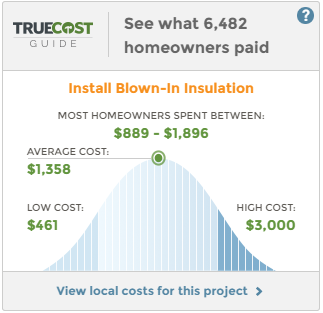 TRUECOST
GUIDE
See what 6,482
homeowners paid
?
Install Blown-In Insulation
MOST HOMEOWNERS SPENT BETWEEN:
$889 - $1,896
AVERAGE COST:
$1,358
LOW COST:
$461
HIGH COST:
$3,000
View local costs for this project >